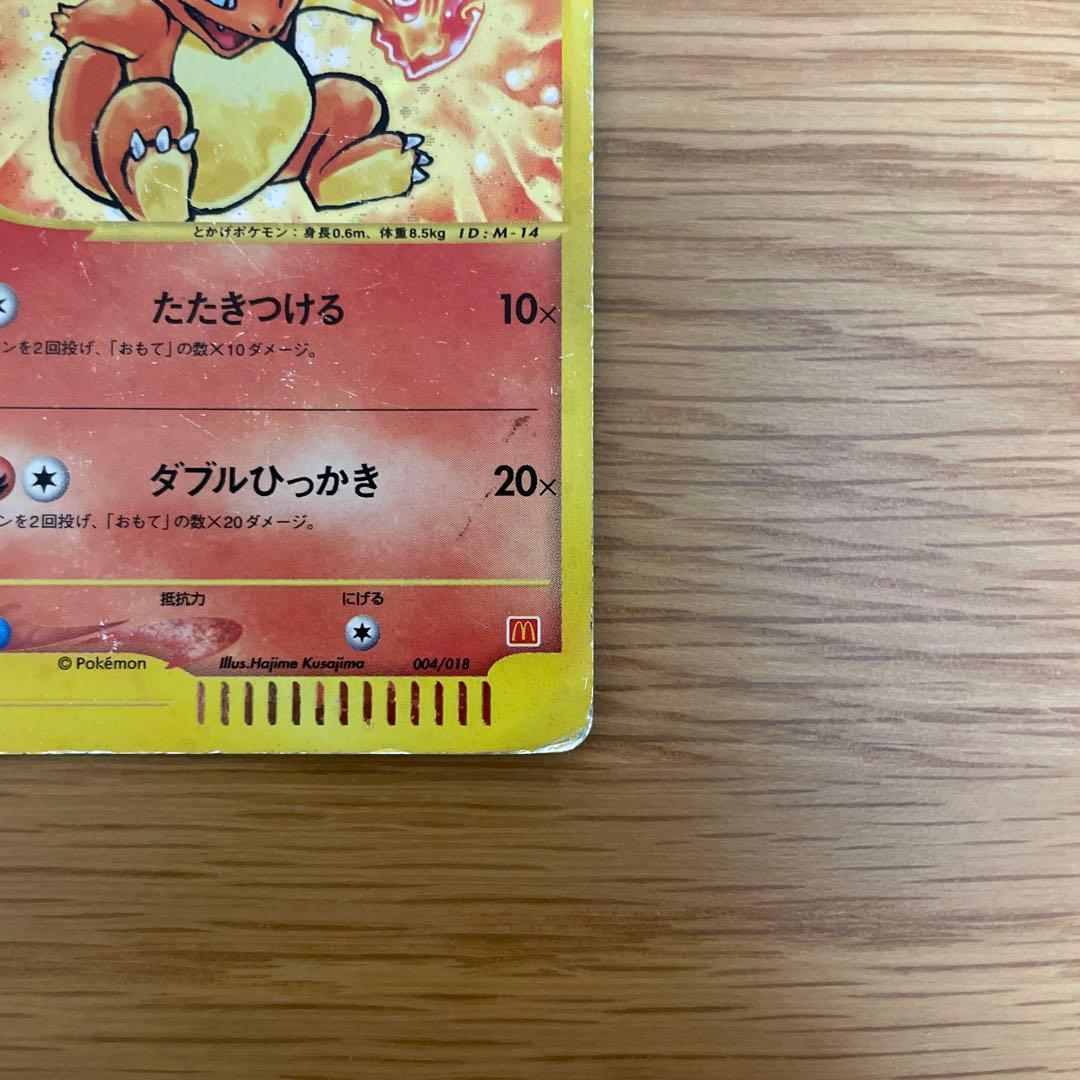 とかげポケモン：身長0.6m、体重8.5kg ID:M-14
たたきつける 10×
ンを2回投げ、「おもて」の数×10ダメージ。
ダブルひっかき 20×
ンを2回投げ、「おもて」の数×20ダメージ。
抵抗力 にげる
© Pokémon Illus.Hajime Kusajima 004/018